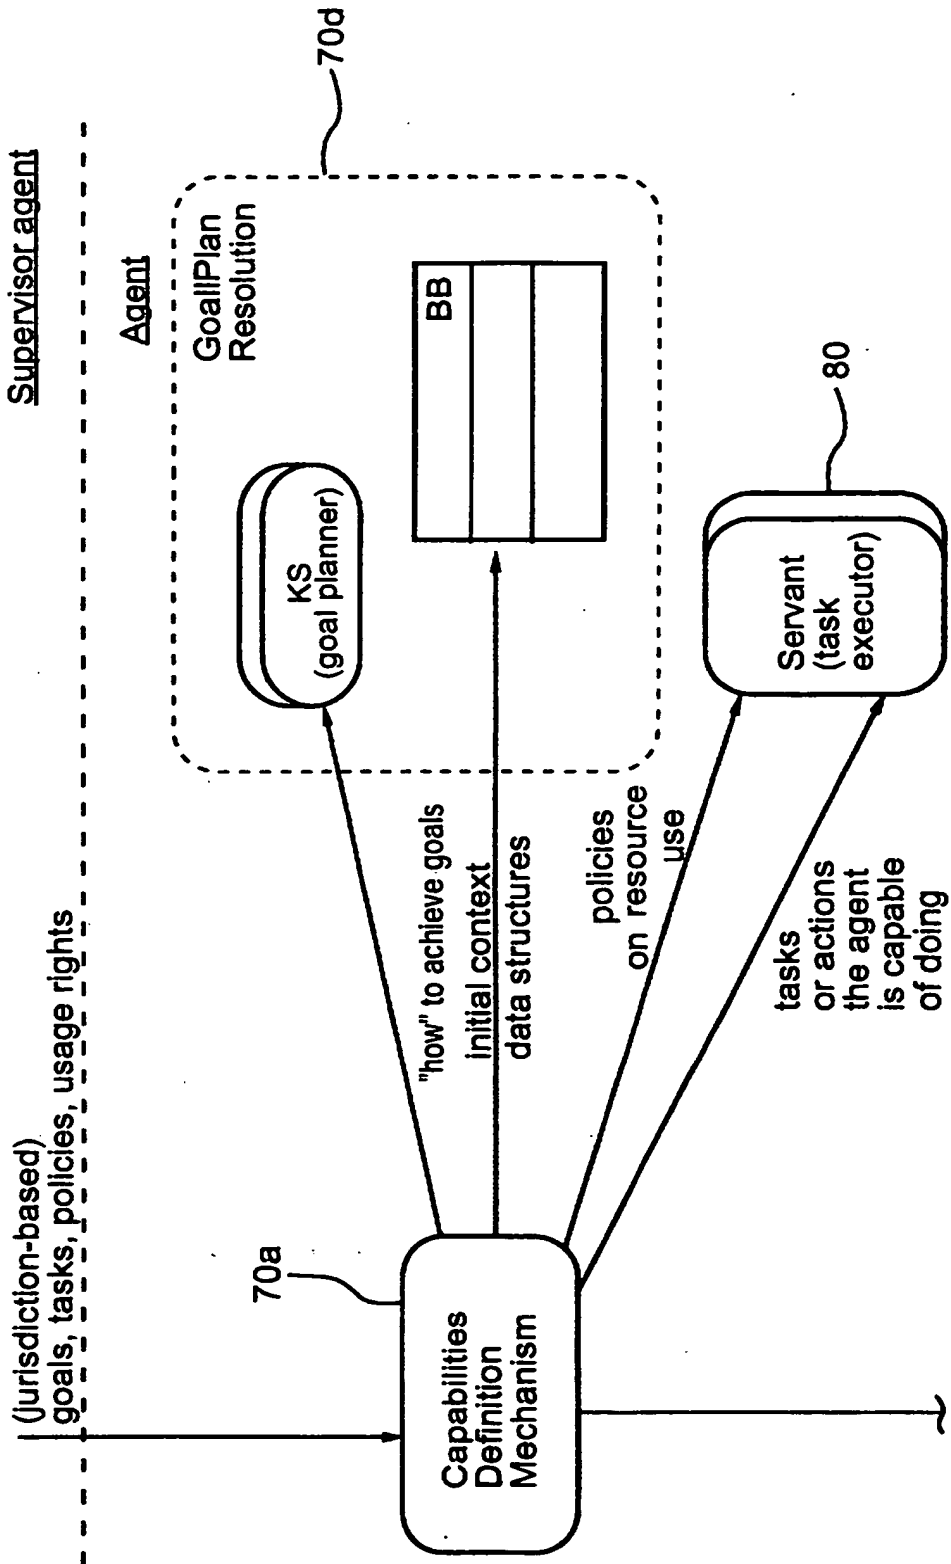 Supervisor agent
(jurisdiction-based)
goals, tasks, policies, usage rights
Agent
70d
GoallPlan
Resolution
KS
(goal planner)
BB
70a
Capabilities
Definition
Mechanism
"how" to achieve goals
initial context
data structures
policies
on resource
use
tasks
or actions
the agent
is capable
of doing
Servant
(task
executor)
80